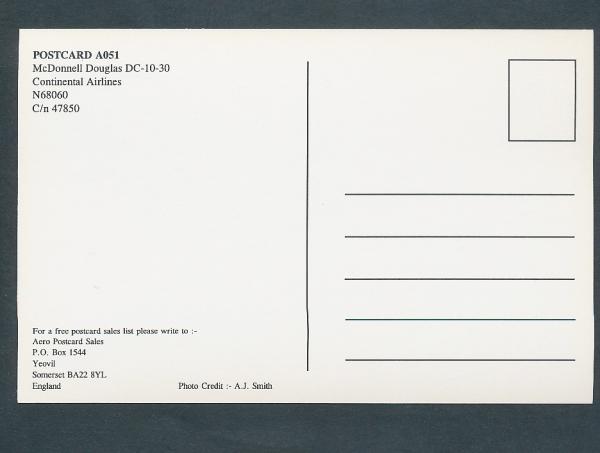 POSTCARD A051
McDonnell Douglas DC-10-30
Continental Airlines
N68060
C/n 47850
For a free postcard sales list please write to :-
Aero Postcard Sales
P.O. Box 1544
Yeovil
Somerset BA22 8YL
England
Photo Credit :- A.J. Smith